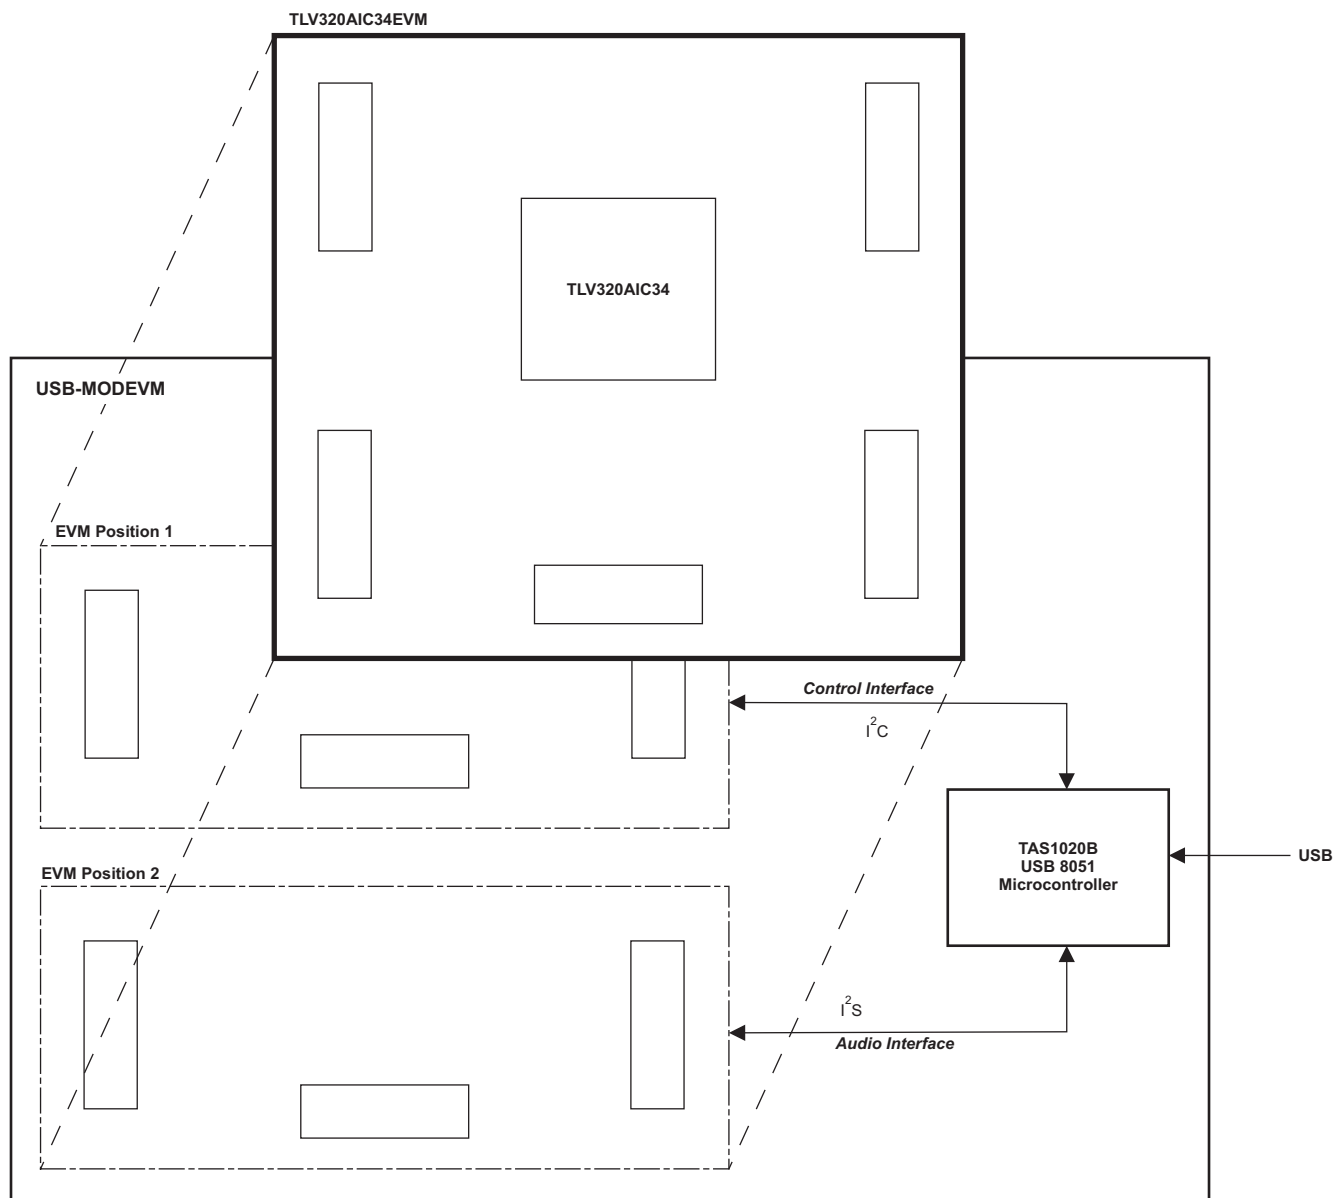 TLV320AIC34EVM
TLV320AIC34
USB-MODEVM
EVM Position 1
Control Interface
I²C
TAS1020B
USB 8051
Microcontroller
USB
EVM Position 2
I²S
Audio Interface